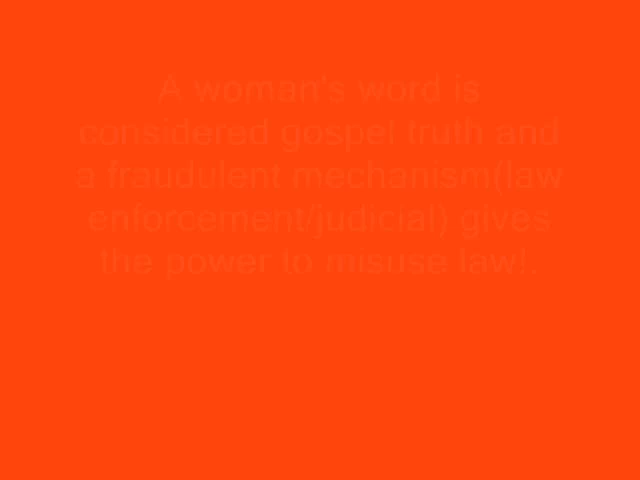 A woman's word is
considered gospel truth and
a fraudulent mechanism(law
enforcement/judicial) gives
the power to misuse law!.